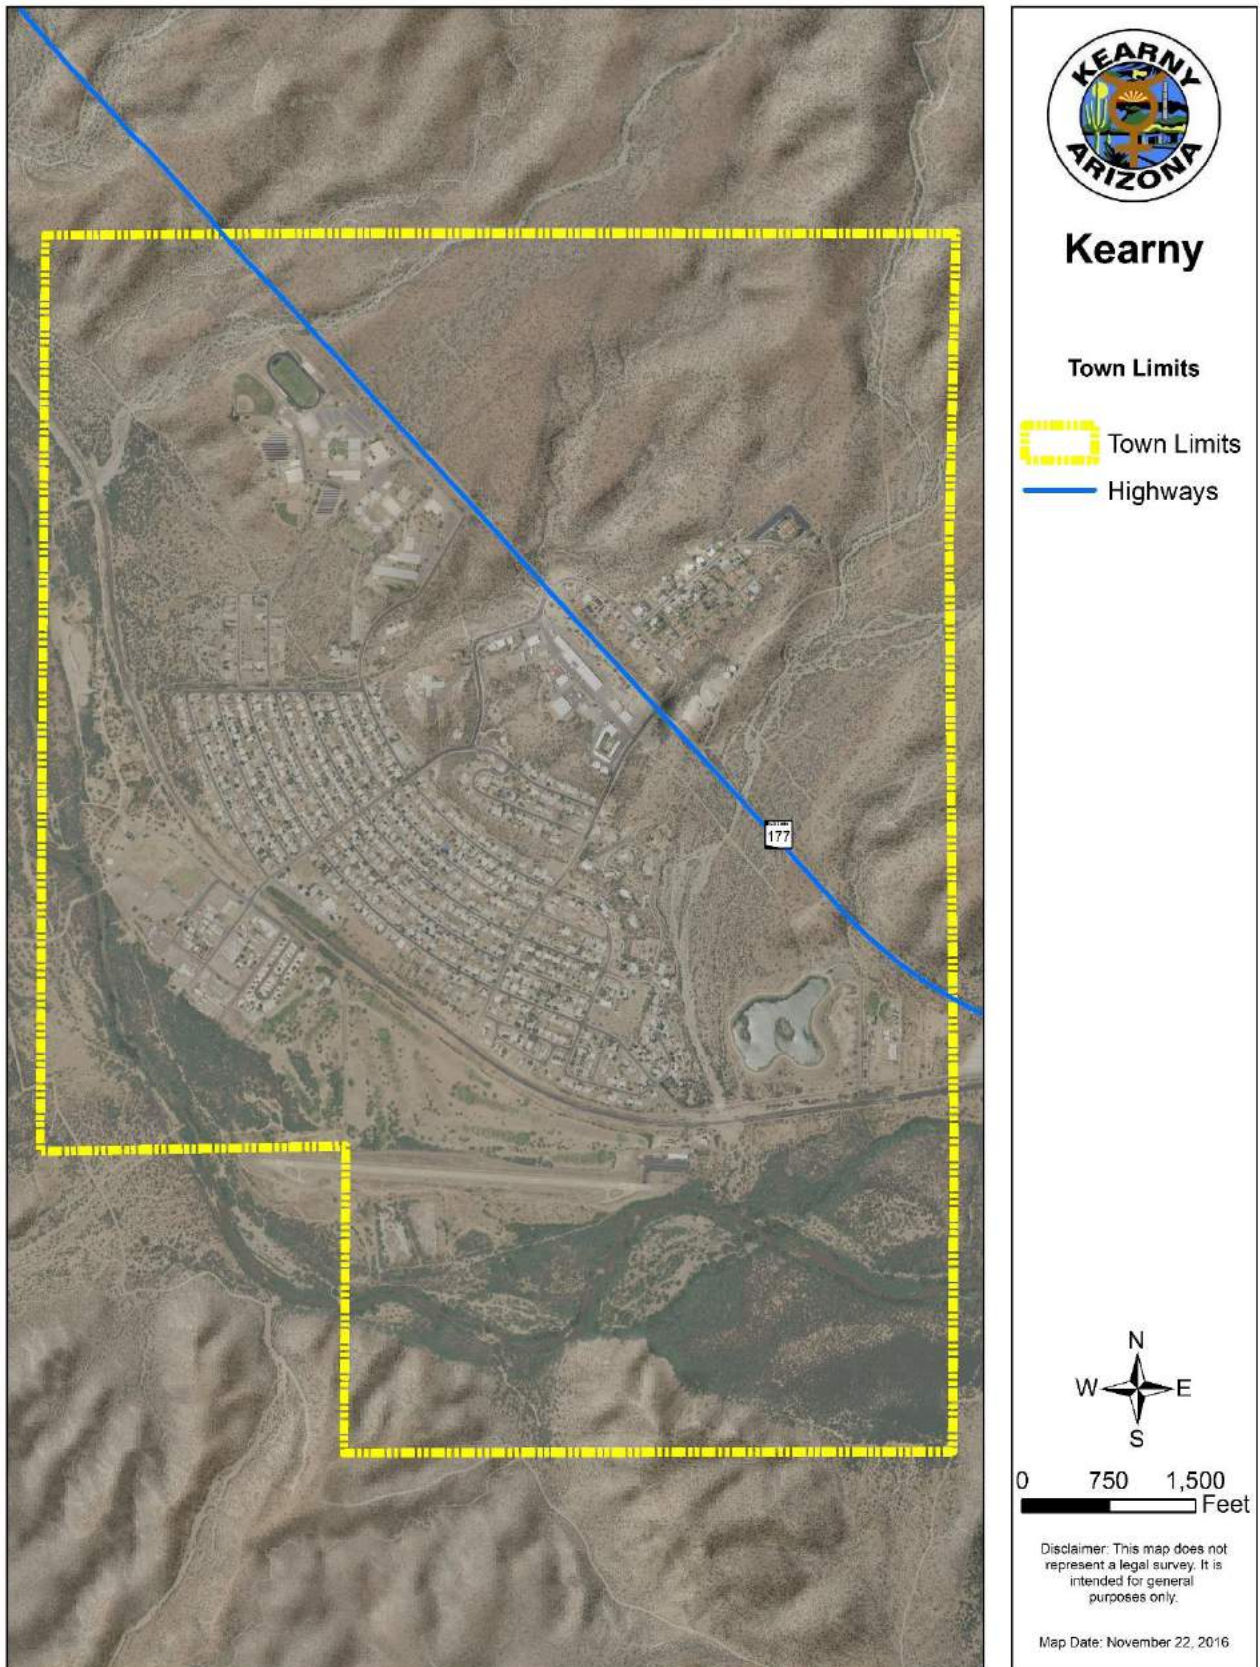 KEARNY
ARIZONA
Kearny
Town Limits
Town Limits
Highways
177
N
W E
S
0 750 1,500
Feet
Disclaimer: This map does not
represent a legal survey. It is
intended for general
purposes only.
Map Date: November 22, 2016